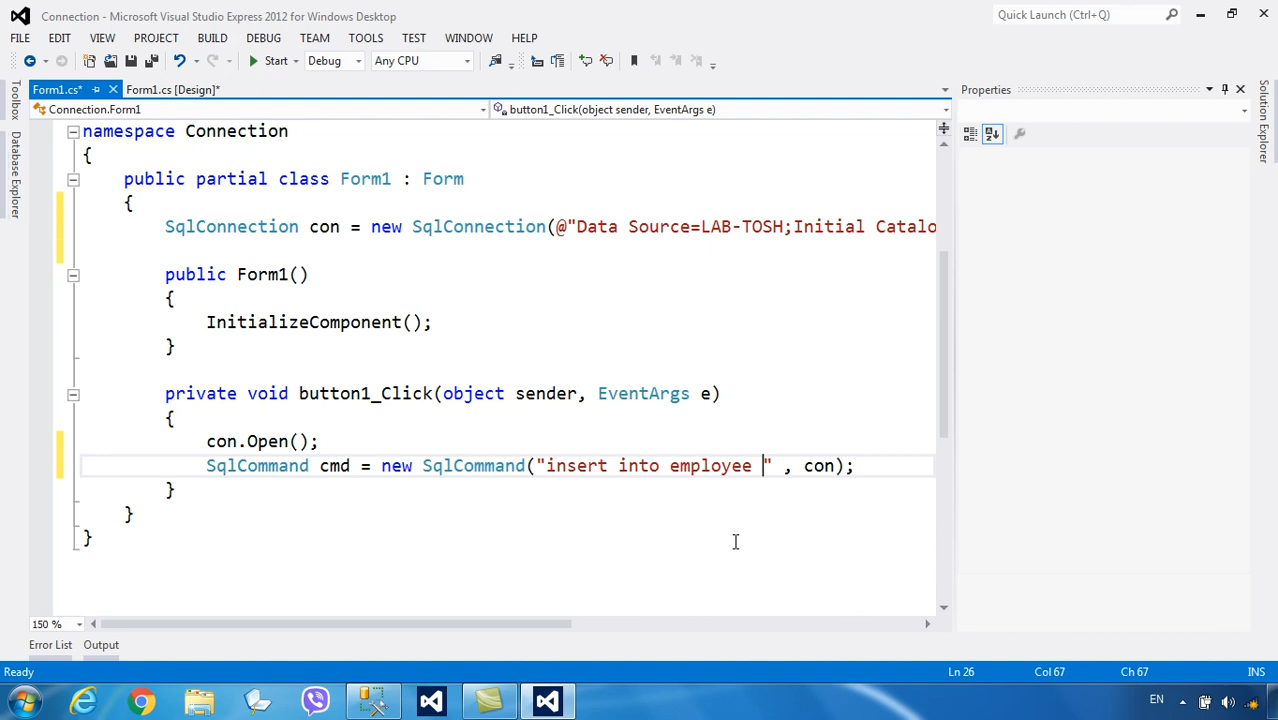 Connection - Microsoft Visual Studio Express 2012 for Windows Desktop
Quick Launch (Ctrl+Q)
FILE EDIT VIEW PROJECT BUILD DEBUG TEAM TOOLS TEST WINDOW HELP
Start Debug Any CPU
Form1.cs* Form1.cs [Design]*
Connection.Form1
button1_Click(object sender, EventArgs e)
Toolbox
Database Explorer
namespace Connection
{
public partial class Form1 : Form
{
SqlConnection con = new SqlConnection(@"Data Source=LAB-TOSH;Initial Catalo
public Form1()
{
InitializeComponent();
}
private void button1_Click(object sender, EventArgs e)
{
con.Open();
SqlCommand cmd = new SqlCommand("insert into employee " , con);
}
}
}
150 %
Properties
Solution Explorer
Error List Output
Ready
Ln 26 Col 67 Ch 67 INS
EN